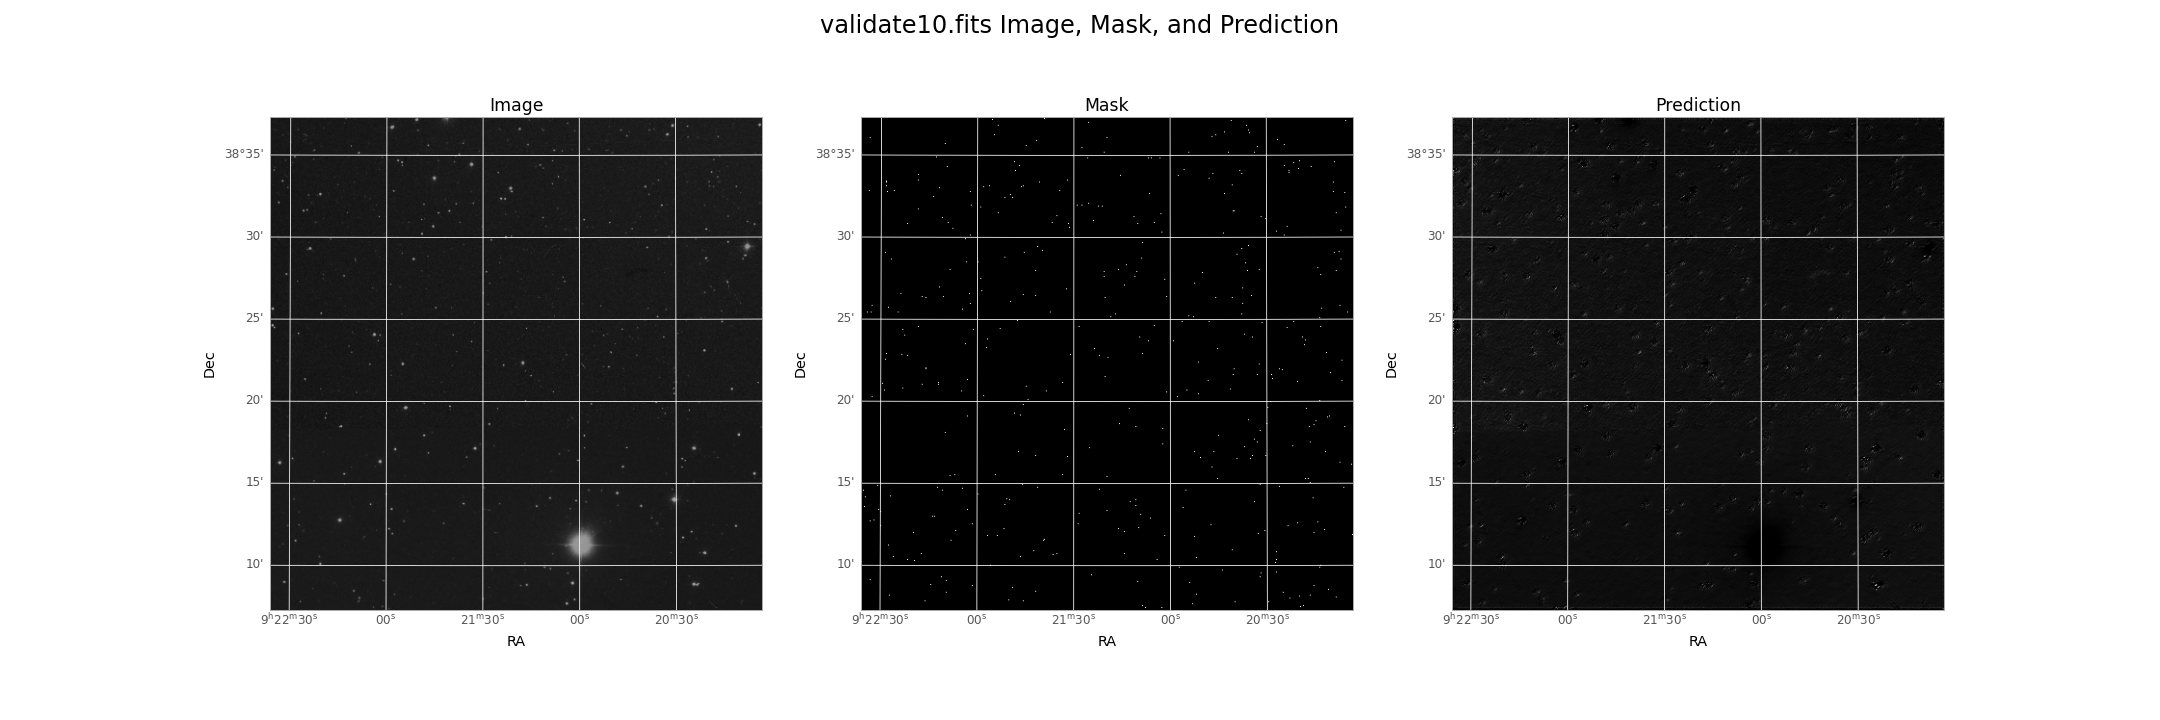 validate10.fits Image, Mask, and Prediction
Image
38°35'
30'
25'
20'
15'
10'
Dec
9ʰ22ᵐ30ˢ 00ˢ 21ᵐ30ˢ 00ˢ 20ᵐ30ˢ
RA
Mask
38°35'
30'
25'
20'
15'
10'
Dec
9ʰ22ᵐ30ˢ 00ˢ 21ᵐ30ˢ 00ˢ 20ᵐ30ˢ
RA
Prediction
38°35'
30'
25'
20'
15'
10'
Dec
9ʰ22ᵐ30ˢ 00ˢ 21ᵐ30ˢ 00ˢ 20ᵐ30ˢ
RA